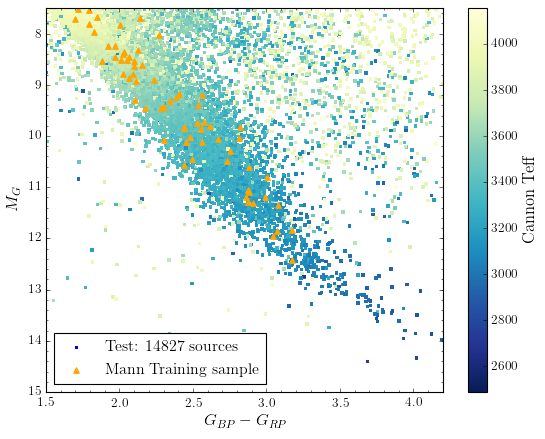 8
9
10
11
12
13
14
15
M_G
1.5 2.0 2.5 3.0 3.5 4.0
G_BP − G_RP
Test: 14827 sources
Mann Training sample
4000
3800
3600
3400
3200
3000
2800
2600
Cannon Teff